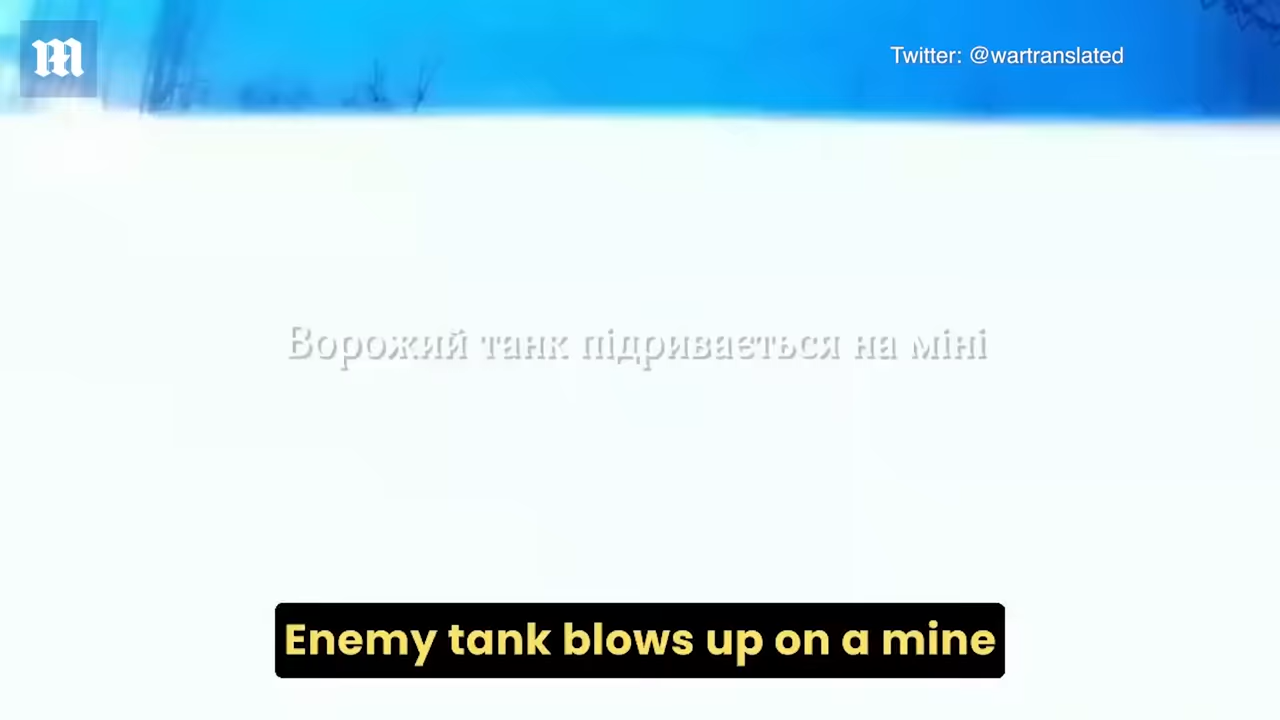 Twitter: @wartranslated
Ворожий танк підривається на міні
Enemy tank blows up on a mine